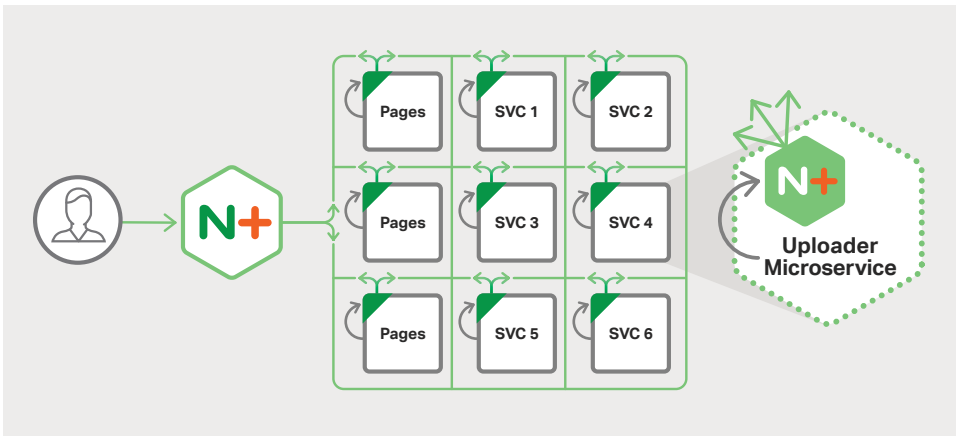 N+
Pages
SVC 1
SVC 2
Pages
SVC 3
SVC 4
Pages
SVC 5
SVC 6
N+
Uploader
Microservice